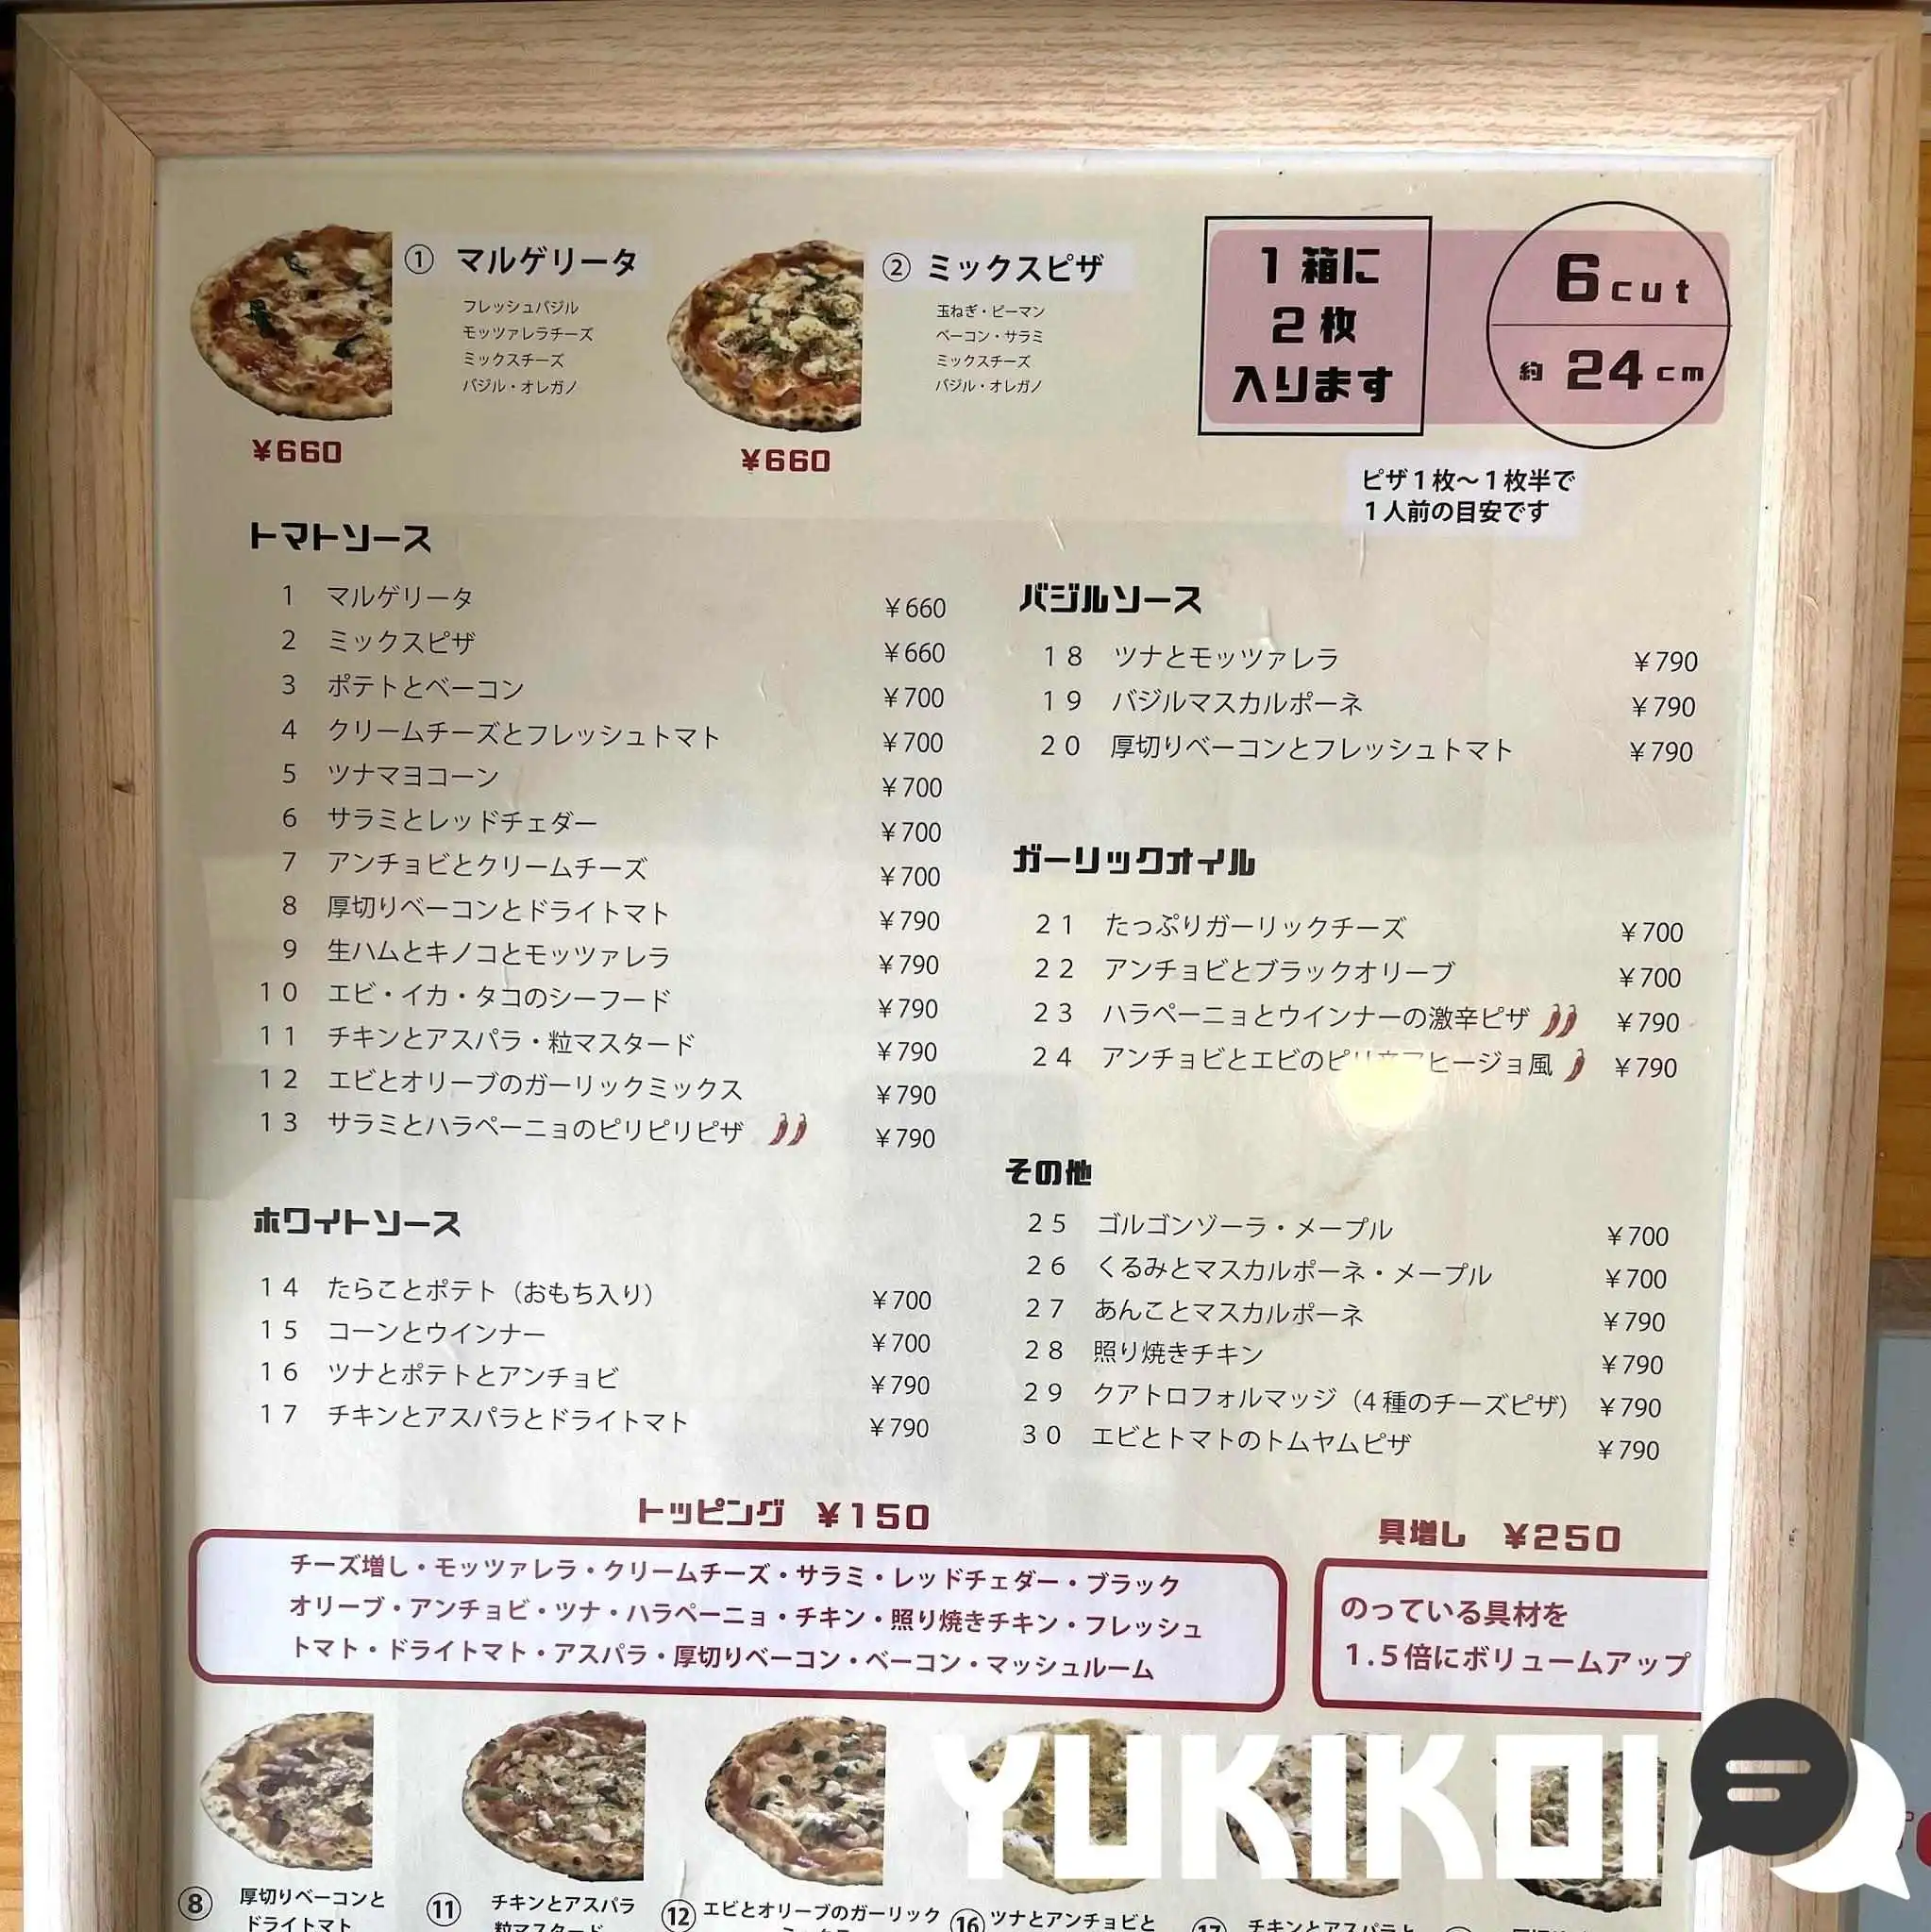 ① マルゲリータ
フレッシュバジル
モッツァレラチーズ
ミックスチーズ
バジル・オレガノ
¥660
② ミックスピザ
玉ねぎ・ピーマン
ベーコン・サラミ
ミックスチーズ
バジル・オレガノ
¥660
1箱に
2枚
入ります
6cut
約24cm
ピザ1枚〜1枚半で
1人前の目安です
トマトソース
1 マルゲリータ ¥660
2 ミックスピザ ¥660
3 ポテトとベーコン ¥700
4 クリームチーズとフレッシュトマト ¥700
5 ツナマヨコーン ¥700
6 サラミとレッドチェダー ¥700
7 アンチョビとクリームチーズ ¥700
8 厚切りベーコンとドライトマト ¥790
9 生ハムとキノコとモッツァレラ ¥790
10 エビ・イカ・タコのシーフード ¥790
11 チキンとアスパラ・粒マスタード ¥790
12 エビとオリーブのガーリックミックス ¥790
13 サラミとハラペーニョのピリピリピザ ¥790
ホワイトソース
14 たらことポテト（おもち入り） ¥700
15 コーンとウインナー ¥700
16 ツナとポテトとアンチョビ ¥790
17 チキンとアスパラとドライトマト ¥790
バジルソース
18 ツナとモッツァレラ ¥790
19 バジルマスカルポーネ ¥790
20 厚切りベーコンとフレッシュトマト ¥790
ガーリックオイル
21 たっぷりガーリックチーズ ¥700
22 アンチョビとブラックオリーブ ¥700
23 ハラペーニョとウインナーの激辛ピザ ¥790
24 アンチョビとエビのピリ辛アヒージョ風 ¥790
その他
25 ゴルゴンゾーラ・メープル ¥700
26 くるみとマスカルポーネ・メープル ¥700
27 あんことマスカルポーネ ¥790
28 照り焼きチキン ¥790
29 クアトロフォルマッジ（4種のチーズピザ） ¥790
30 エビとトマトのトムヤムピザ ¥790
トッピング ¥150
チーズ増し・モッツァレラ・クリームチーズ・サラミ・レッドチェダー・ブラック
オリーブ・アンチョビ・ツナ・ハラペーニョ・チキン・照り焼きチキン・フレッシュ
トマト・ドライトマト・アスパラ・厚切りベーコン・ベーコン・マッシュルーム
具増し ¥250
のっている具材を
1.5倍にボリュームアップ
YUKIKOI
⑧ 厚切りベーコンと
ドライトマト
⑪ チキンとアスパラ
粒マスタード
⑫ エビとオリーブのガーリック
⑯ ツナとアンチョビと
⑰ チキンとアスパラと